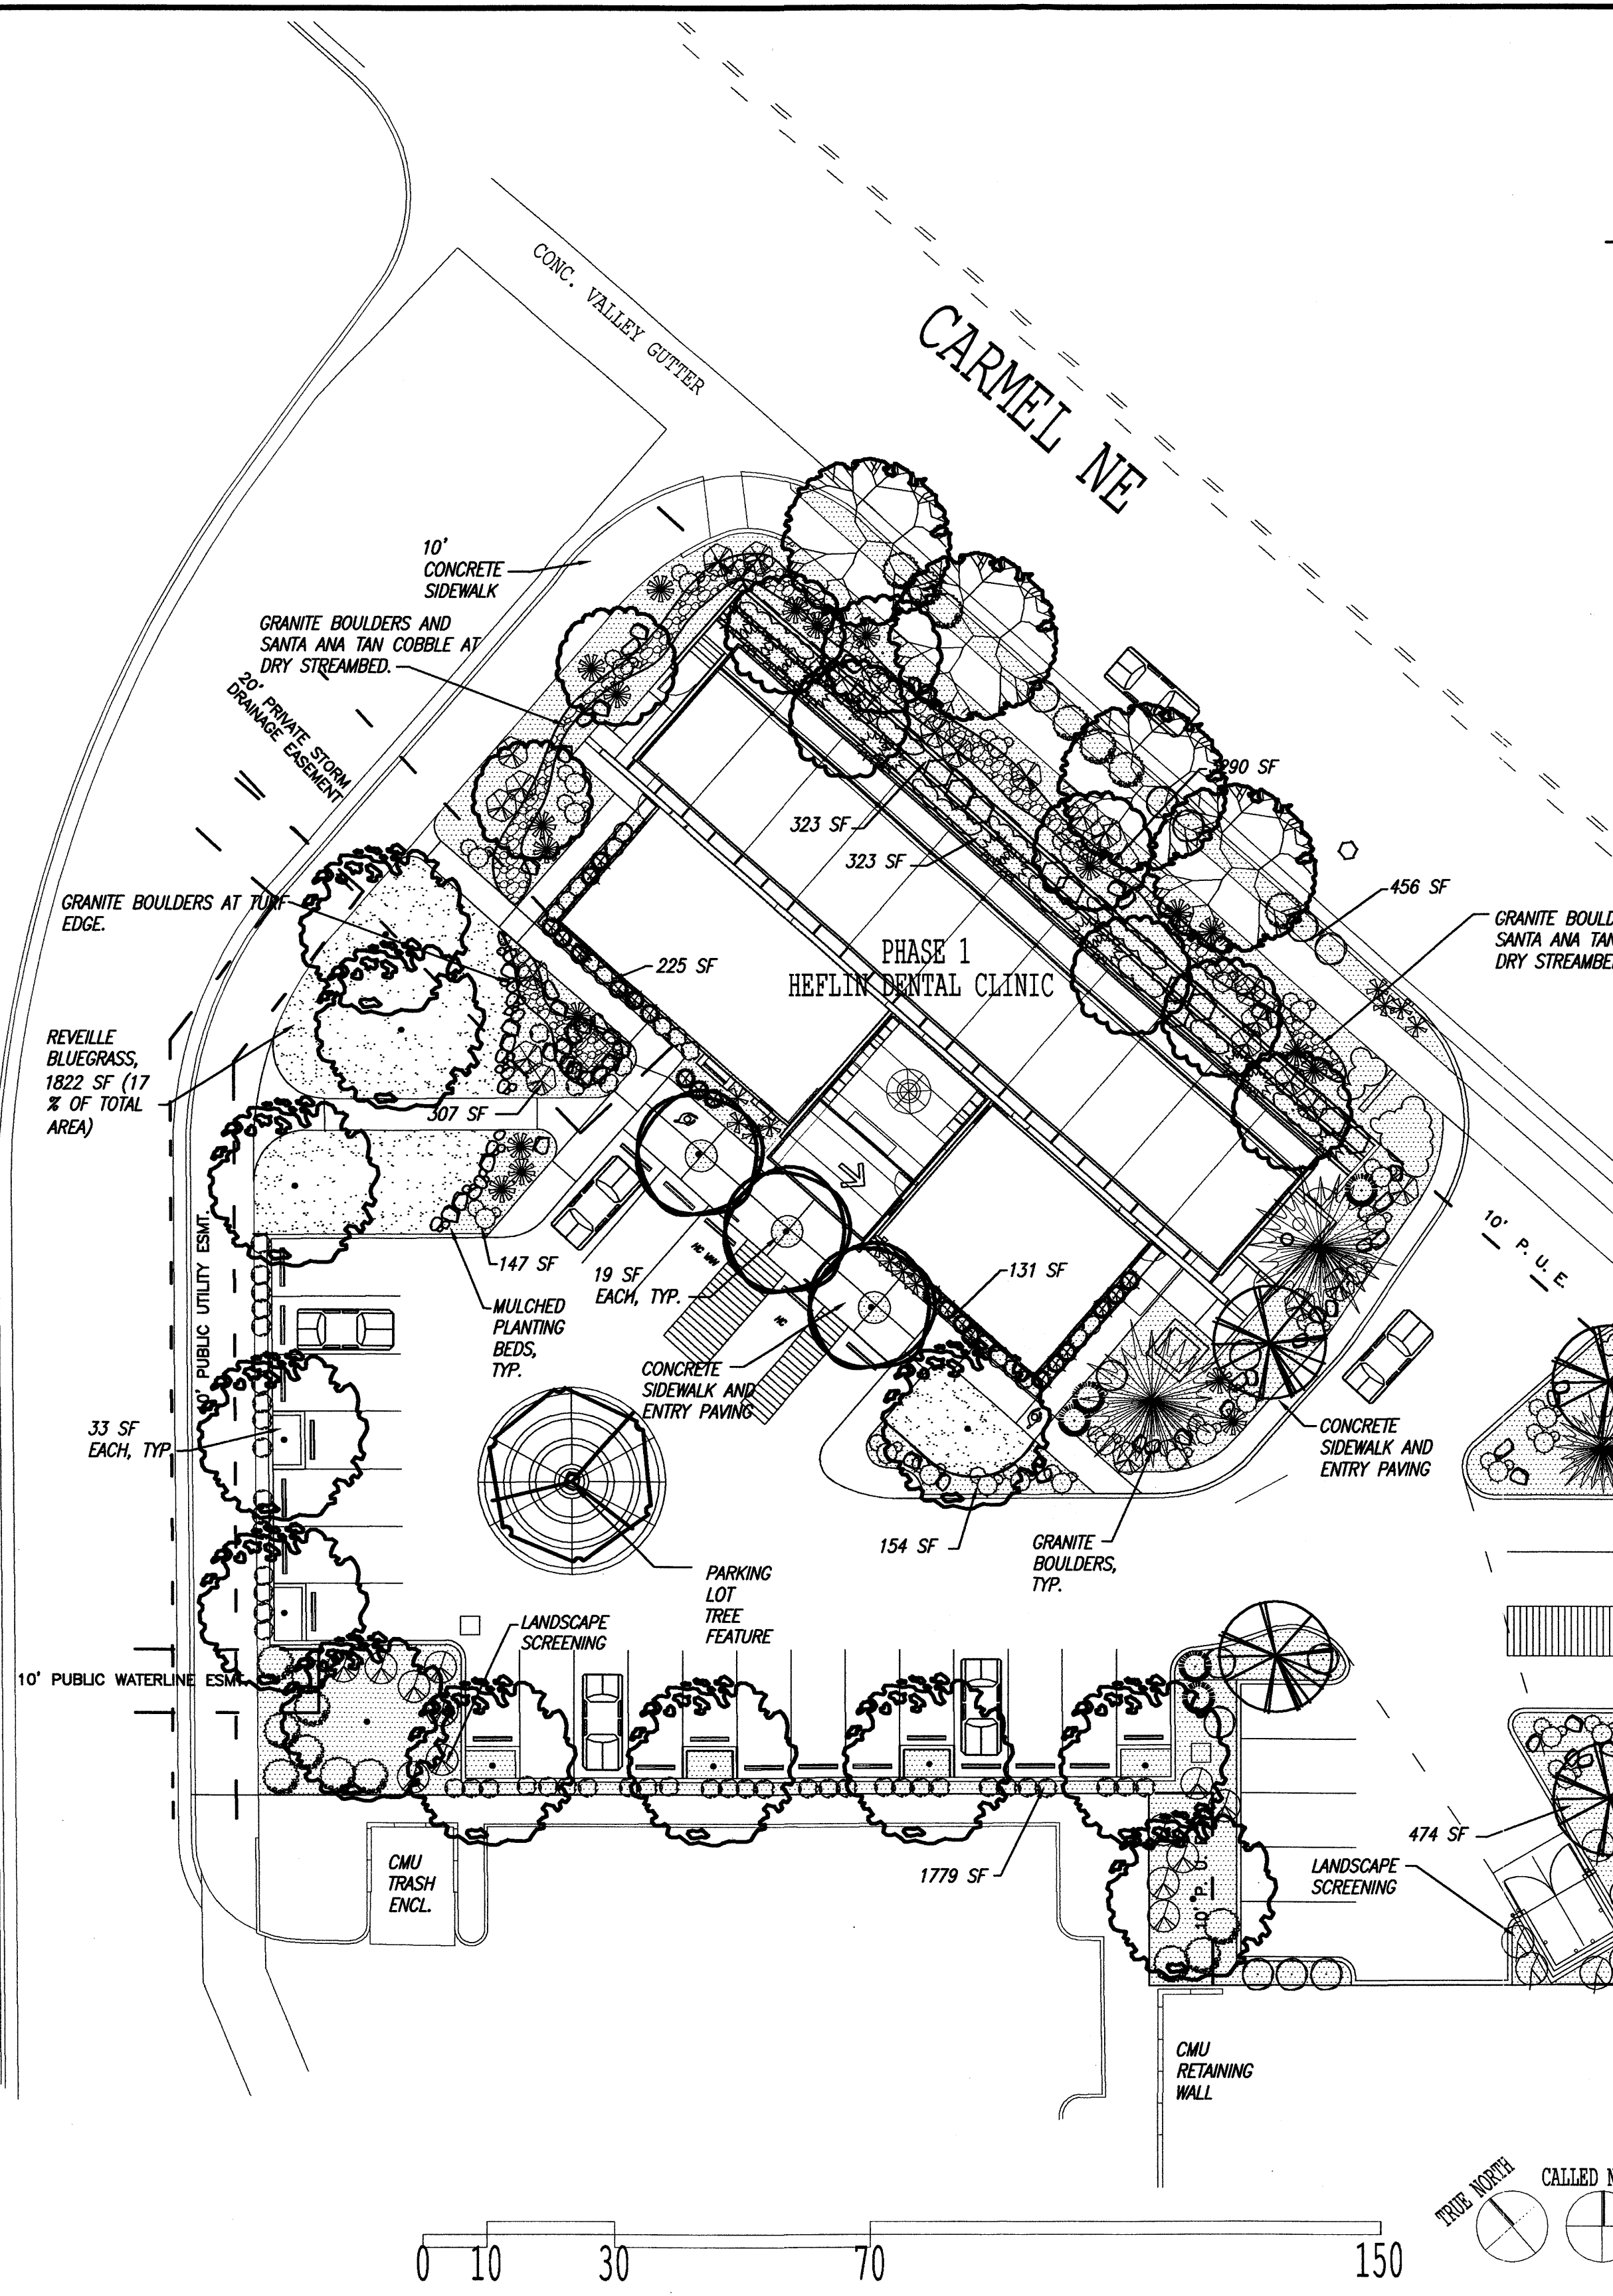 CONC. VALLEY GUTTER
CARMEL NE
10'
CONCRETE
SIDEWALK
GRANITE BOULDERS AND
SANTA ANA TAN COBBLE AT
DRY STREAMBED.
20' PRIVATE STORM
DRAINAGE EASEMENT
290 SF
323 SF
323 SF
456 SF
GRANITE BOULDERS AT TURF
EDGE.
GRANITE BOULD
SANTA ANA TAN
DRY STREAMBE
225 SF
PHASE 1
HEFLIN DENTAL CLINIC
REVEILLE
BLUEGRASS,
1822 SF (17
% OF TOTAL
AREA)
307 SF
10' P. U. E.
10' PUBLIC UTILITY ESMT.
147 SF
19 SF
EACH, TYP.
HC VAN
HC
131 SF
MULCHED
PLANTING
BEDS,
TYP.
CONCRETE
SIDEWALK AND
ENTRY PAVING
33 SF
EACH, TYP.
CONCRETE
SIDEWALK AND
ENTRY PAVING
154 SF
GRANITE
BOULDERS,
TYP.
PARKING
LOT
TREE
FEATURE
LANDSCAPE
SCREENING
10' PUBLIC WATERLINE ESMT.
474 SF
CMU
TRASH
ENCL.
1779 SF
LANDSCAPE
SCREENING
10' P. U.
CMU
RETAINING
WALL
TRUE NORTH
CALLED N
0 10 30 70 150